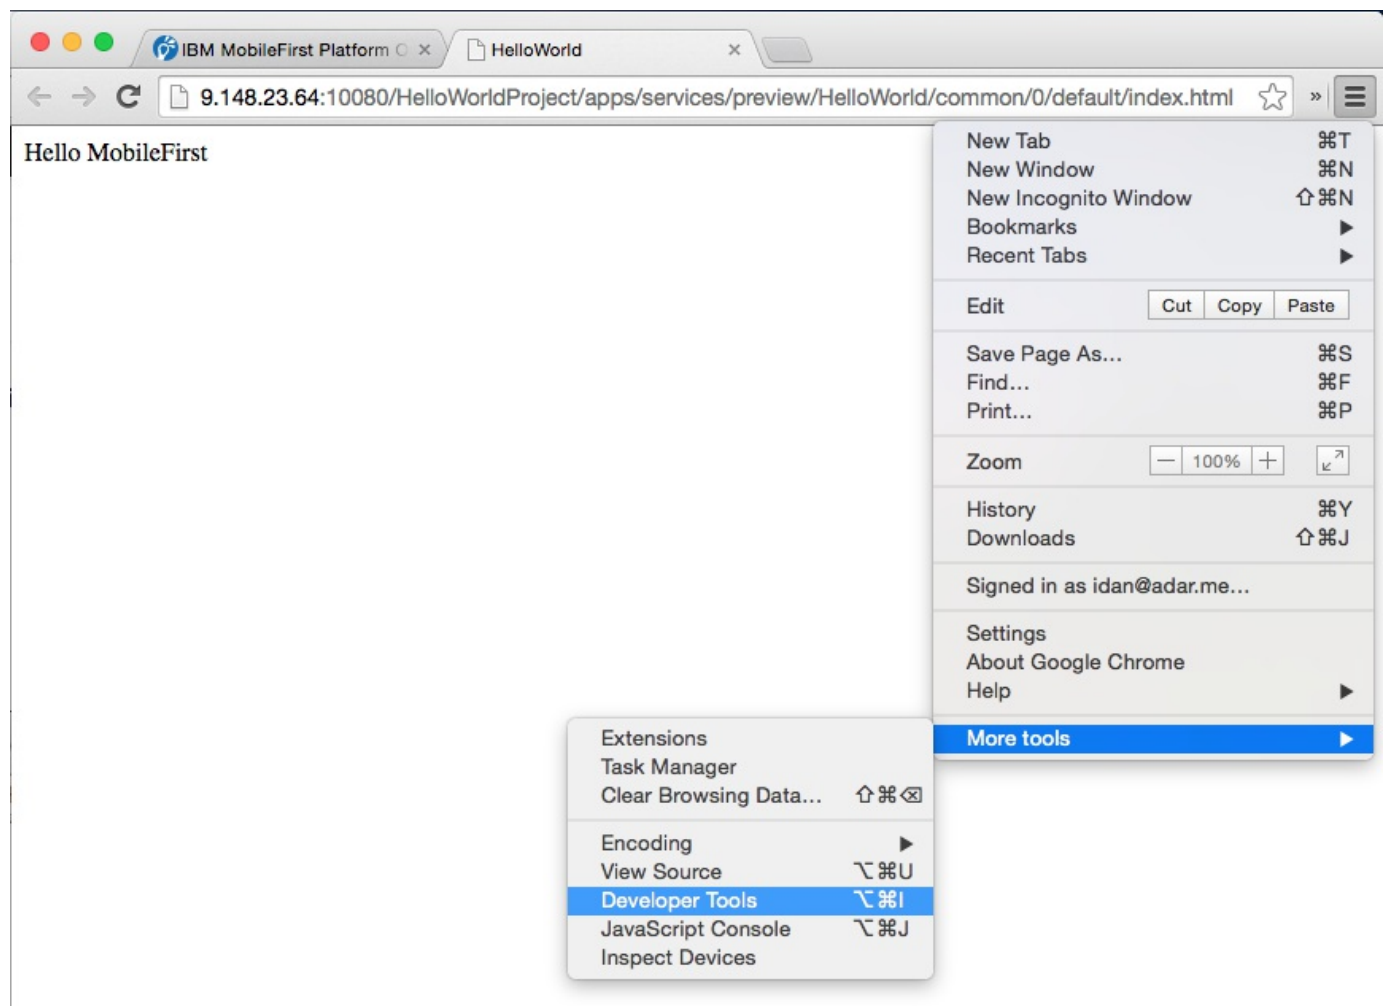 IBM MobileFirst Platform O
HelloWorld
9.148.23.64:10080/HelloWorldProject/apps/services/preview/HelloWorld/common/0/default/index.html
Hello MobileFirst
New Tab ⌘T
New Window ⌘N
New Incognito Window ⇧⌘N
Bookmarks ▶
Recent Tabs ▶
Edit Cut Copy Paste
Save Page As... ⌘S
Find... ⌘F
Print... ⌘P
Zoom — 100% +
History ⌘Y
Downloads ⇧⌘J
Signed in as idan@adar.me...
Settings
About Google Chrome
Help ▶
More tools ▶
Extensions
Task Manager
Clear Browsing Data... ⇧⌘⌫
Encoding ▶
View Source ⌥⌘U
Developer Tools ⌥⌘I
JavaScript Console ⌥⌘J
Inspect Devices